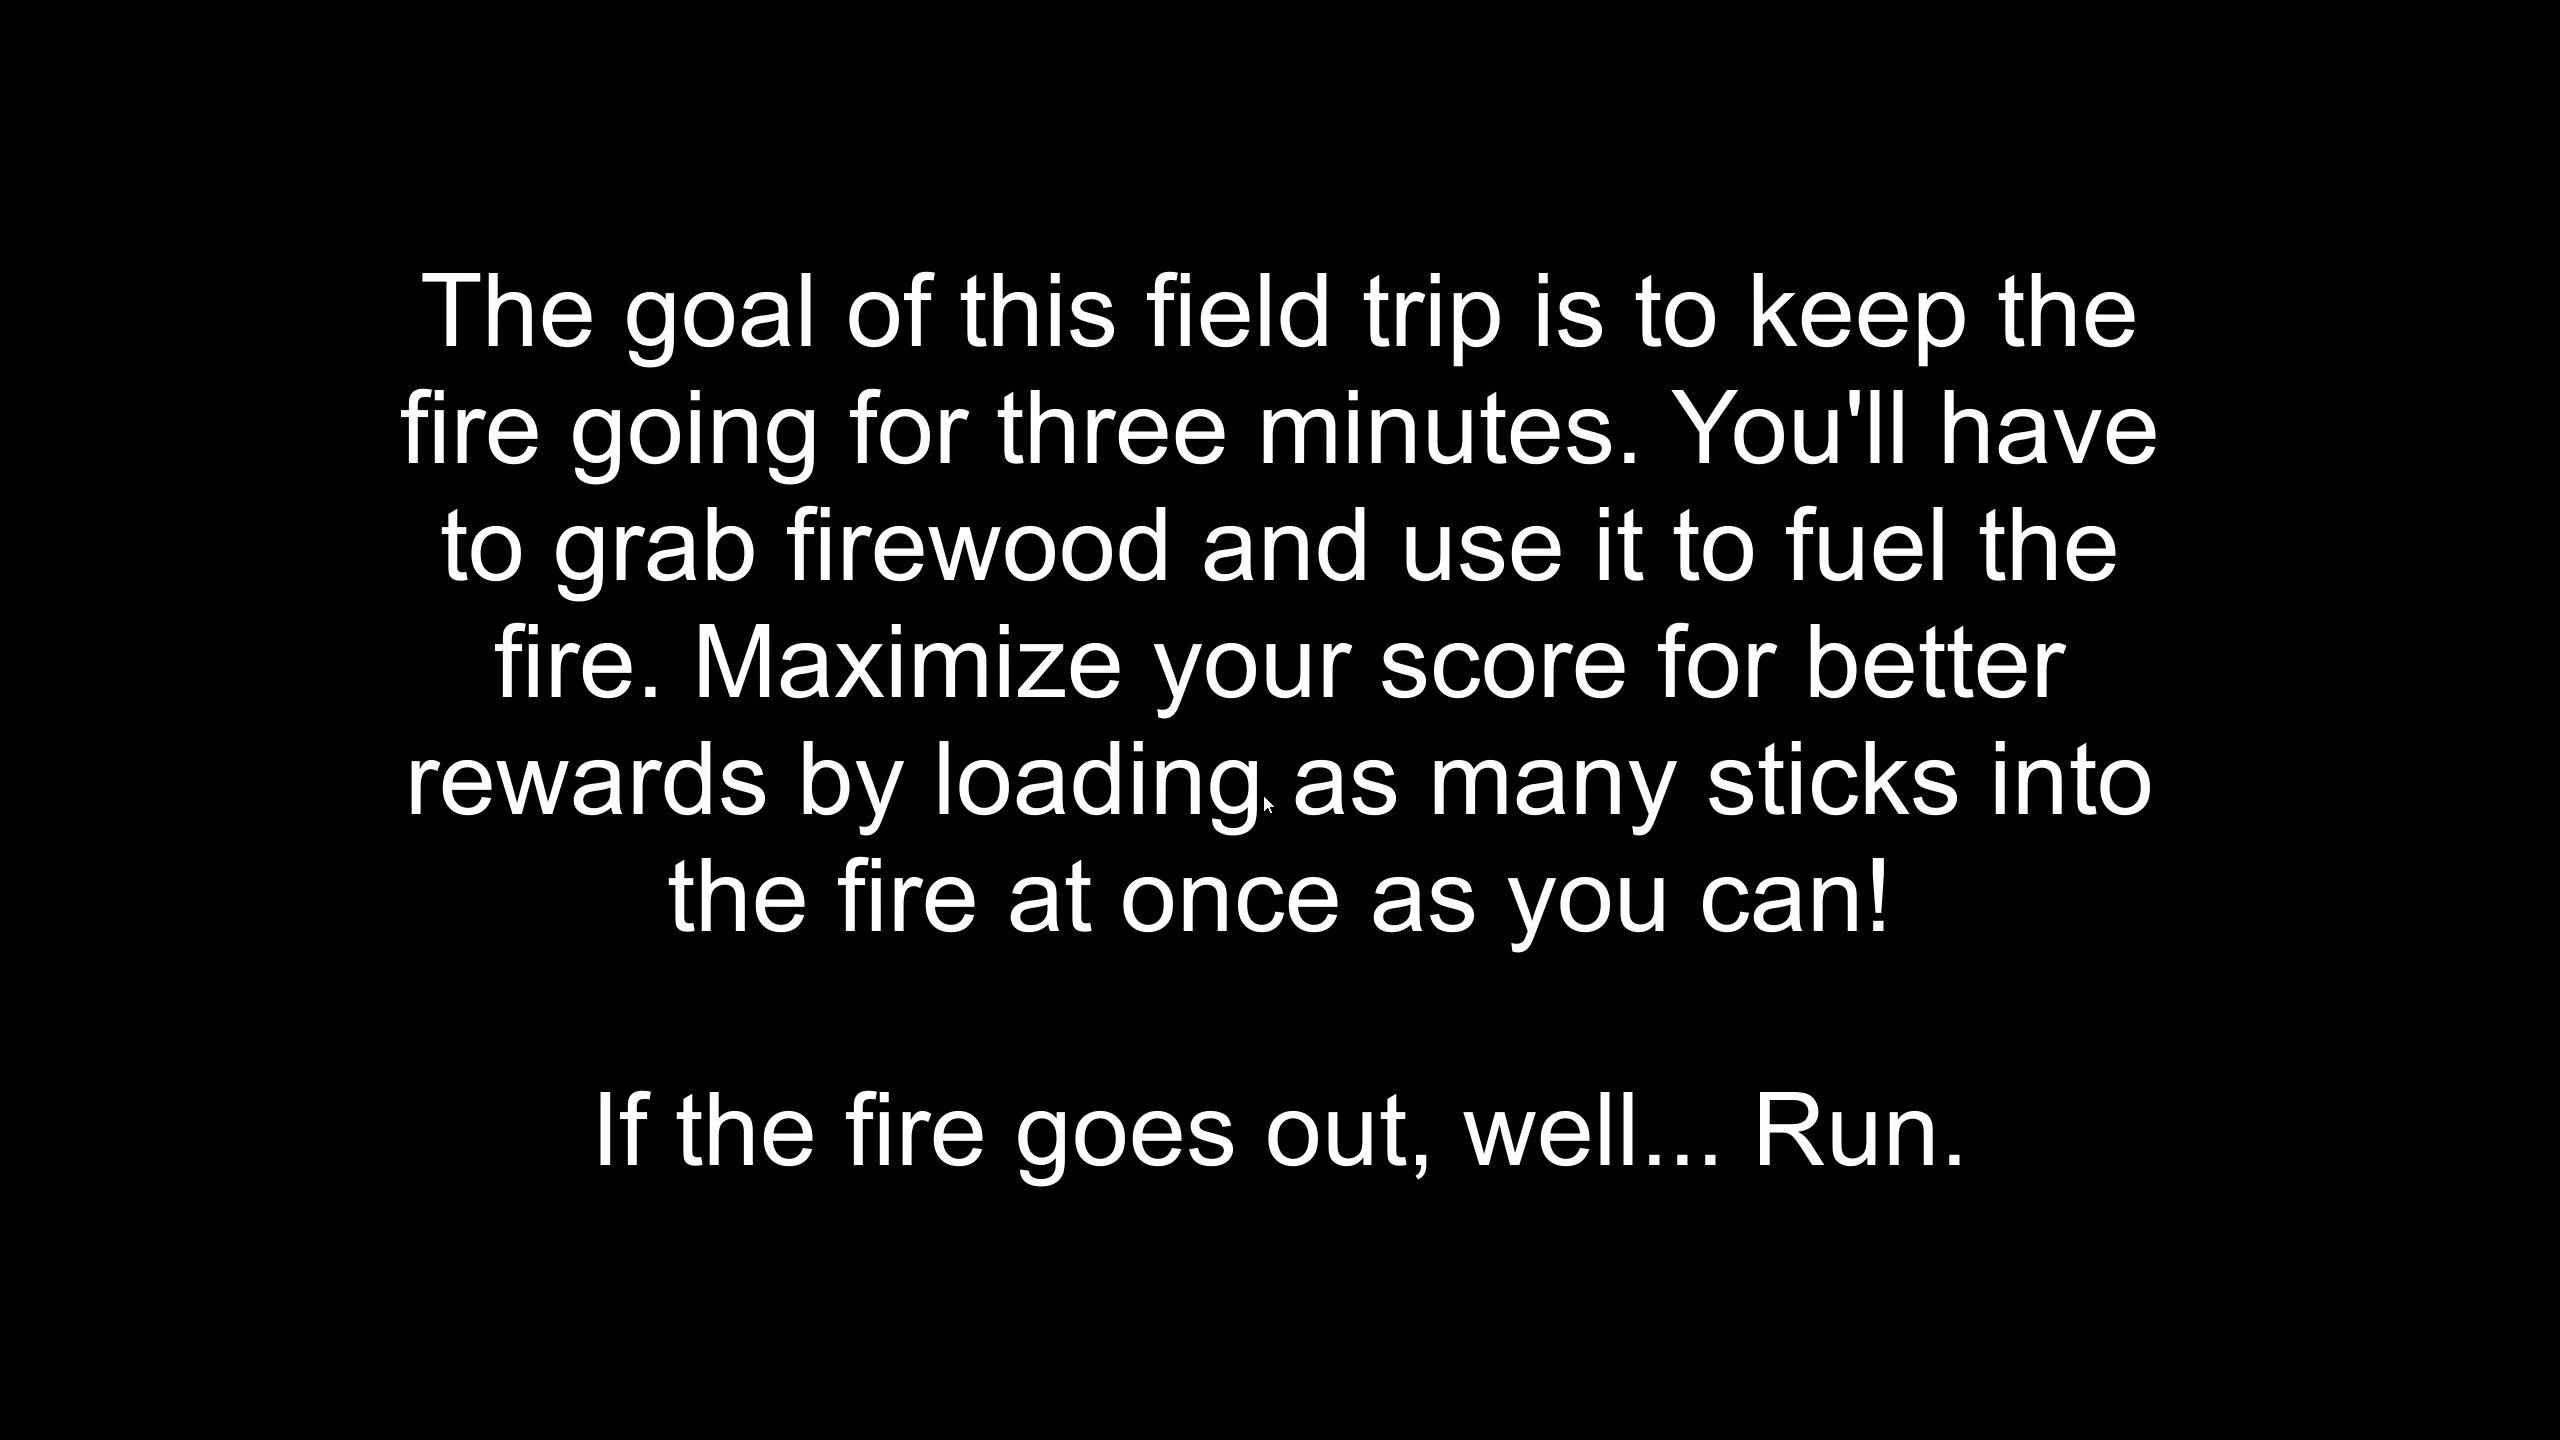 The goal of this field trip is to keep the
fire going for three minutes. You'll have
to grab firewood and use it to fuel the
fire. Maximize your score for better
rewards by loading as many sticks into
the fire at once as you can!
If the fire goes out, well... Run.